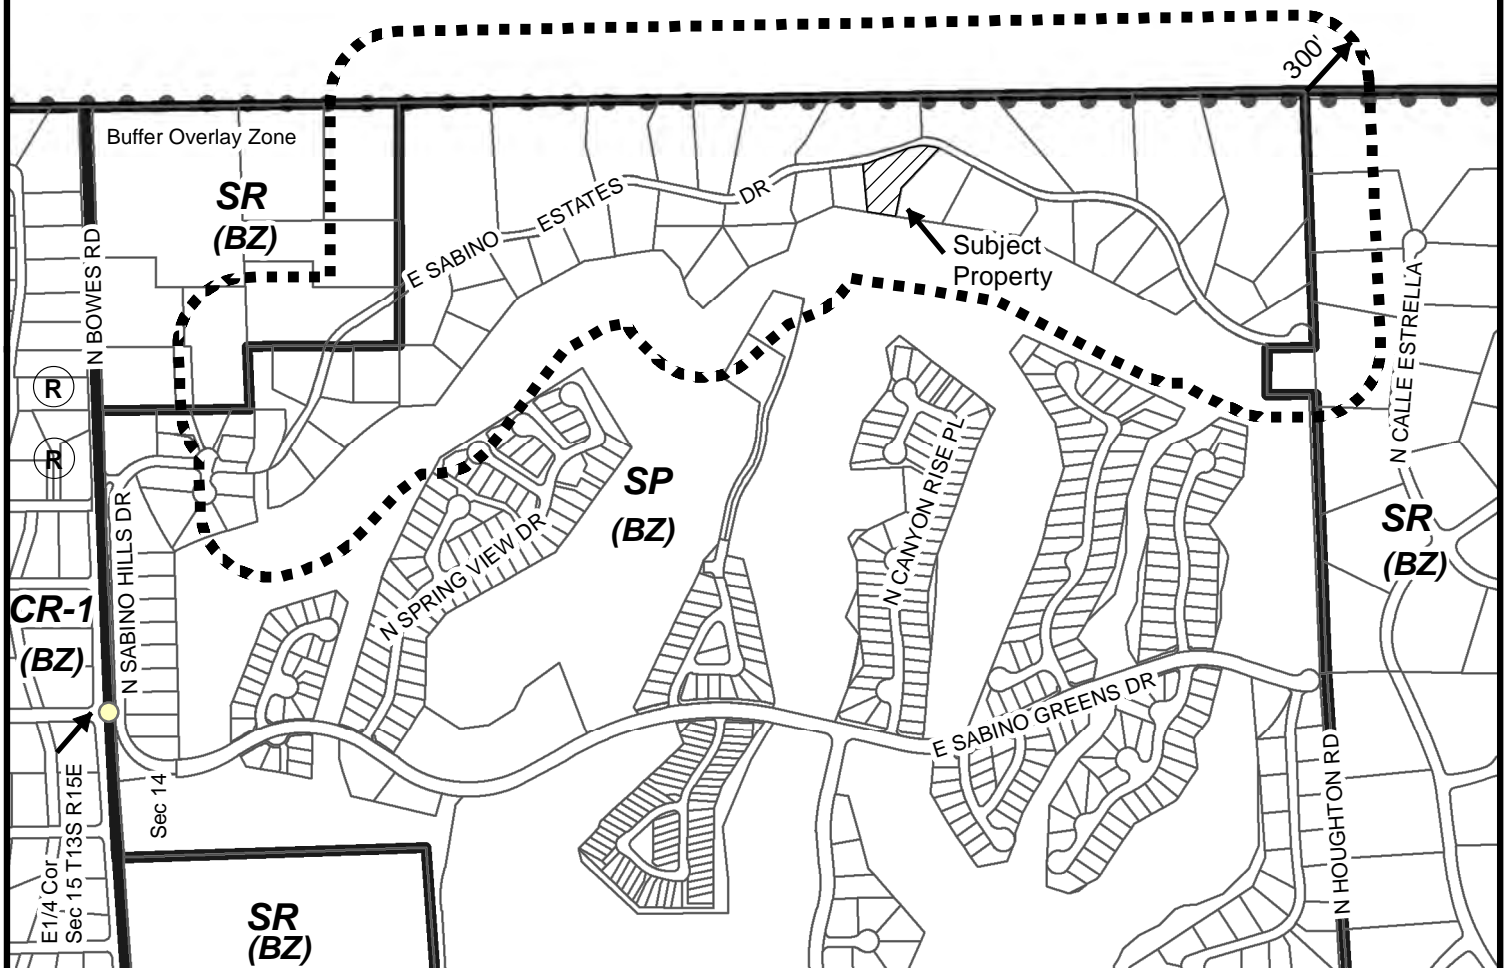 300'
Buffer Overlay Zone
SR
(BZ)
N BOWES RD
E SABINO ESTATES DR
Subject
Property
N CALLE ESTRELLA
R
R
SP
(BZ)
N CANYON RISE PL
SR
(BZ)
N SPRING VIEW DR
N SABINO HILLS DR
CR-1
(BZ)
E SABINO GREENS DR
N HOUGHTON RD
Sec 14
E1/4 Cor
Sec 15 T13S R15E
SR
(BZ)